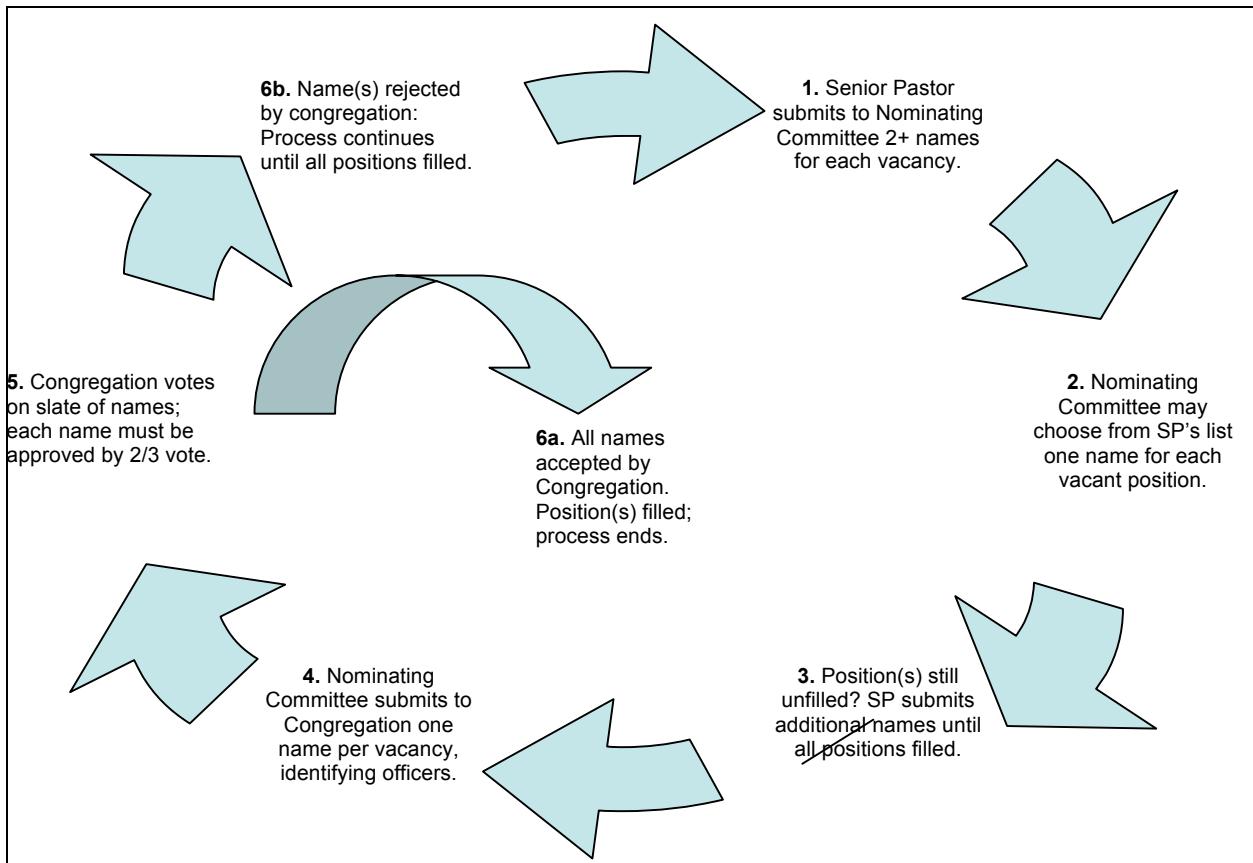 1. Senior Pastor
submits to Nominating
Committee 2+ names
for each vacancy.
2. Nominating
Committee may
choose from SP's list
one name for each
vacant position.
3. Position(s) still
unfilled? SP submits
additional names until
all positions filled.
4. Nominating
Committee submits to
Congregation one
name per vacancy,
identifying officers.
5. Congregation votes
on slate of names;
each name must be
approved by 2/3 vote.
6a. All names
accepted by
Congregation.
Position(s) filled;
process ends.
6b. Name(s) rejected
by congregation:
Process continues
until all positions filled.